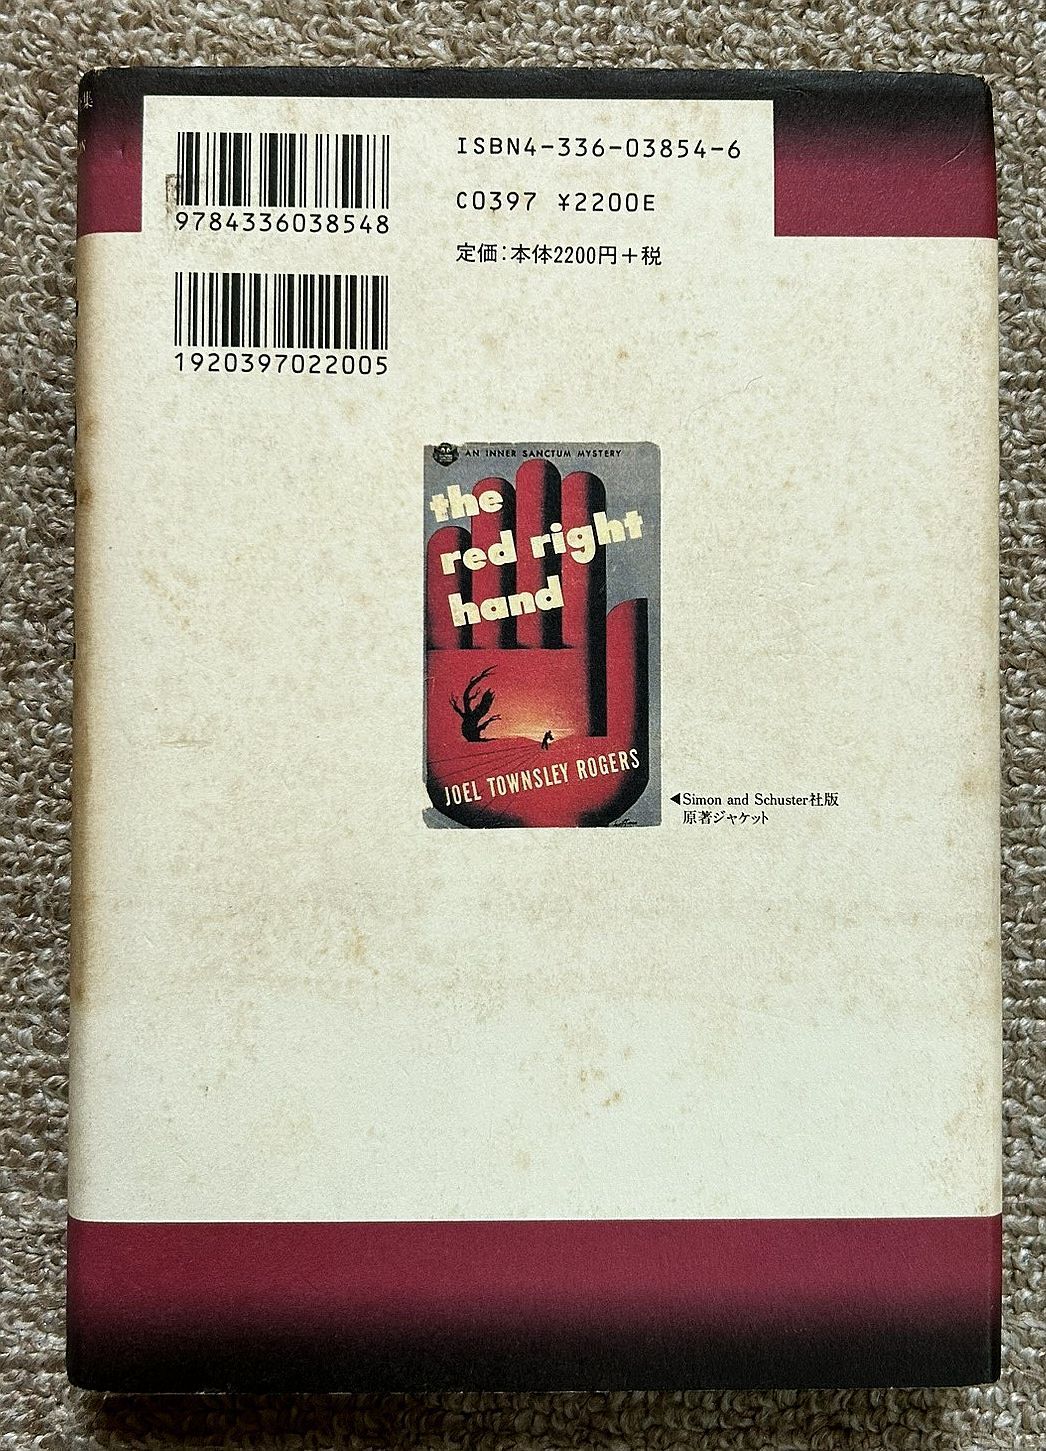 ISBN4-336-03854-6
9784336038548
C0397 ¥2200E
定価:本体2200円+税
1920397022005
AN INNER SANCTUM MYSTERY
the
red right
hand
JOEL TOWNSLEY ROGERS
◀Simon and Schuster社版
原著ジャケット